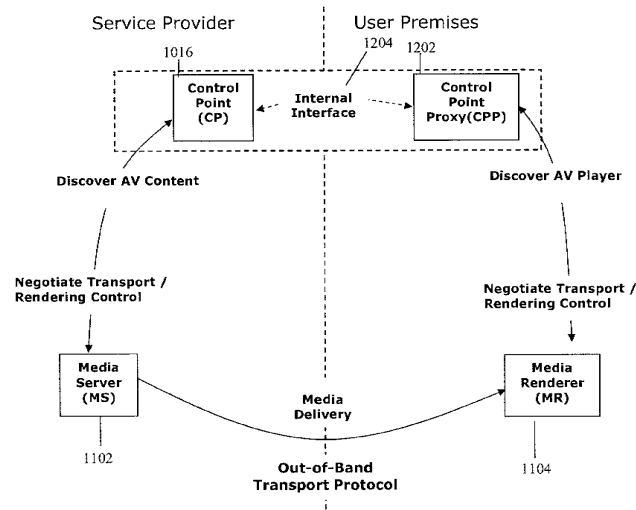 Service Provider
User Premises
1016
1204
1202
Control
Point
(CP)
Internal
Interface
Control
Point
Proxy(CPP)
Discover AV Content
Discover AV Player
Negotiate Transport /
Rendering Control
Negotiate Transport /
Rendering Control
Media
Server
(MS)
Media
Delivery
Media
Renderer
(MR)
1102
1104
Out-of-Band
Transport Protocol